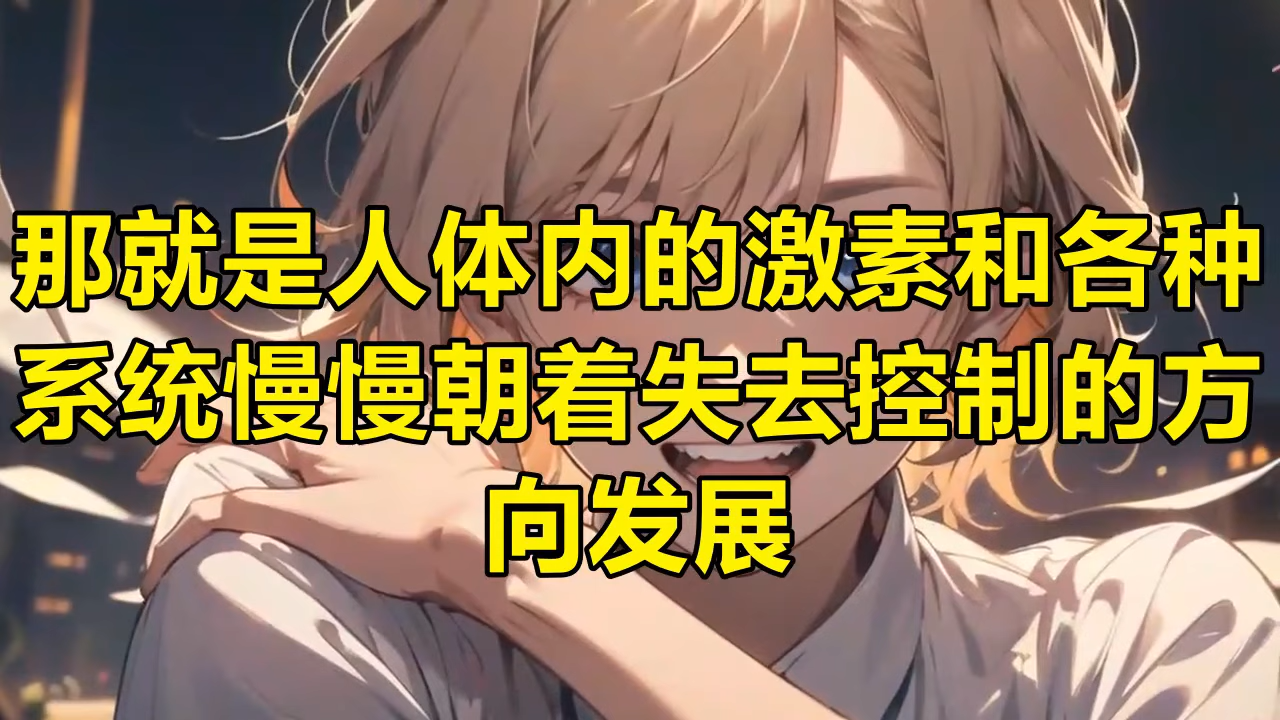 那就是人体内的激素和各种
系统慢慢朝着失去控制的方
向发展